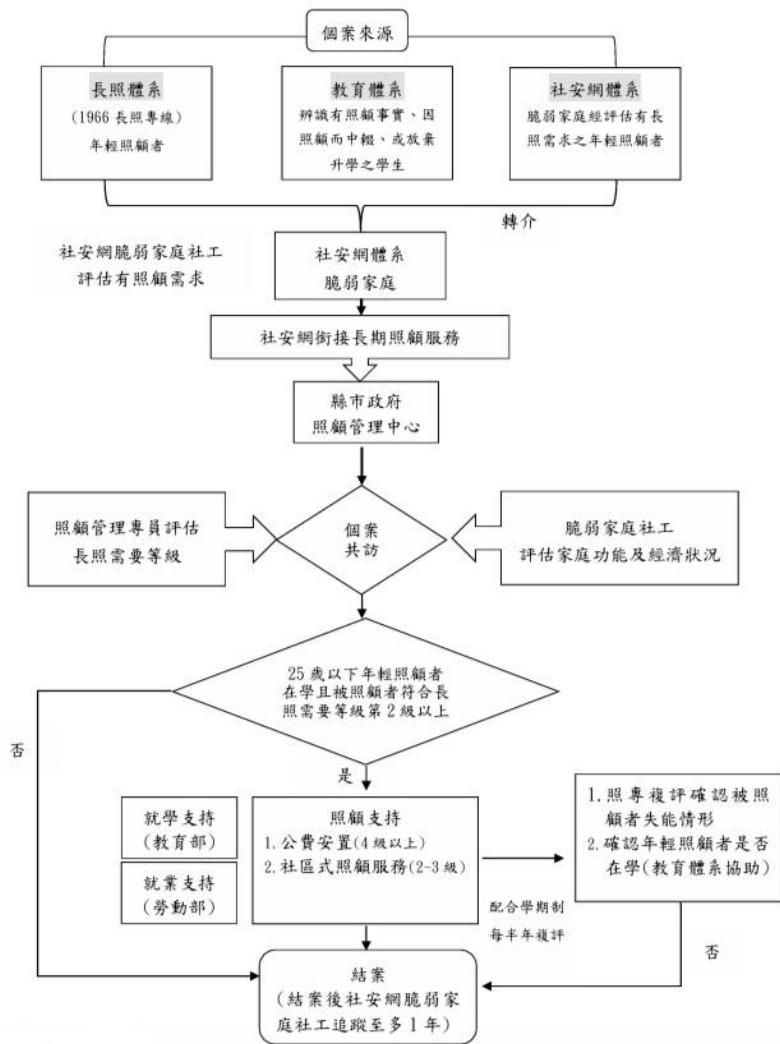 個案來源
長照體系
(1966 長照專線)
年輕照顧者
教育體系
辨識有照顧事實、因
照顧而中輟、或放棄
升學之學生
社安網體系
脆弱家庭經評估有長
照需求之年輕照顧者
轉介
社安網脆弱家庭社工
評估有照顧需求
社安網體系
脆弱家庭
社安網銜接長期照顧服務
縣市政府
照顧管理中心
照顧管理專員評估
長照需要等級
個案
共訪
脆弱家庭社工
評估家庭功能及經濟狀況
25 歲以下年輕照顧者
在學且被照顧者符合長
照需要等級第 2 級以上
否
是
就學支持
(教育部)
就業支持
(勞動部)
照顧支持
1. 公費安置(4 級以上)
2. 社區式照顧服務(2-3 級)
配合學期制
每半年複評
1. 照專複評確認被照
顧者失能情形
2. 確認年輕照顧者是否
在學(教育體系協助)
否
結案
(結案後社安網脆弱家
庭社工追蹤至多 1 年)